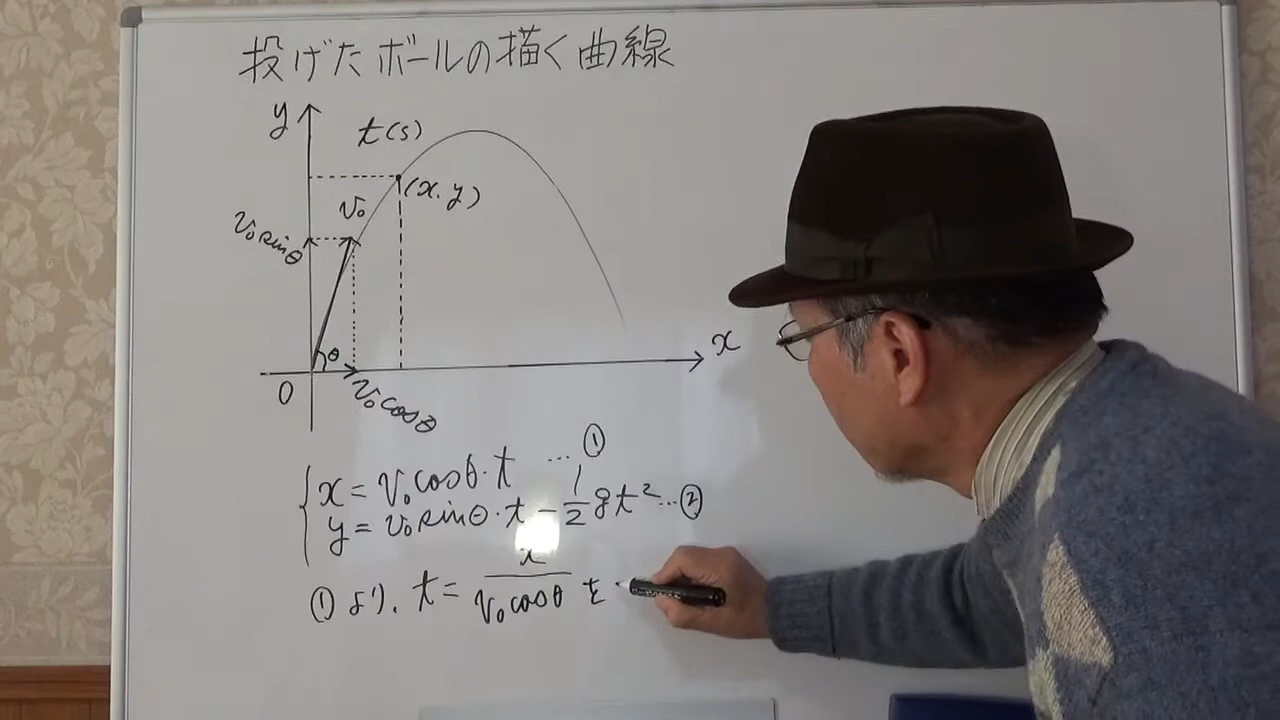 投げたボールの描く曲線
y
t(s)
(x.y)
v₀
v₀sinθ
θ
x
0
v₀cosθ
x = v₀cosθ·t … ①
y = v₀sinθ·t − 1/2 gt² … ②
①より. t = x/v₀cosθ を